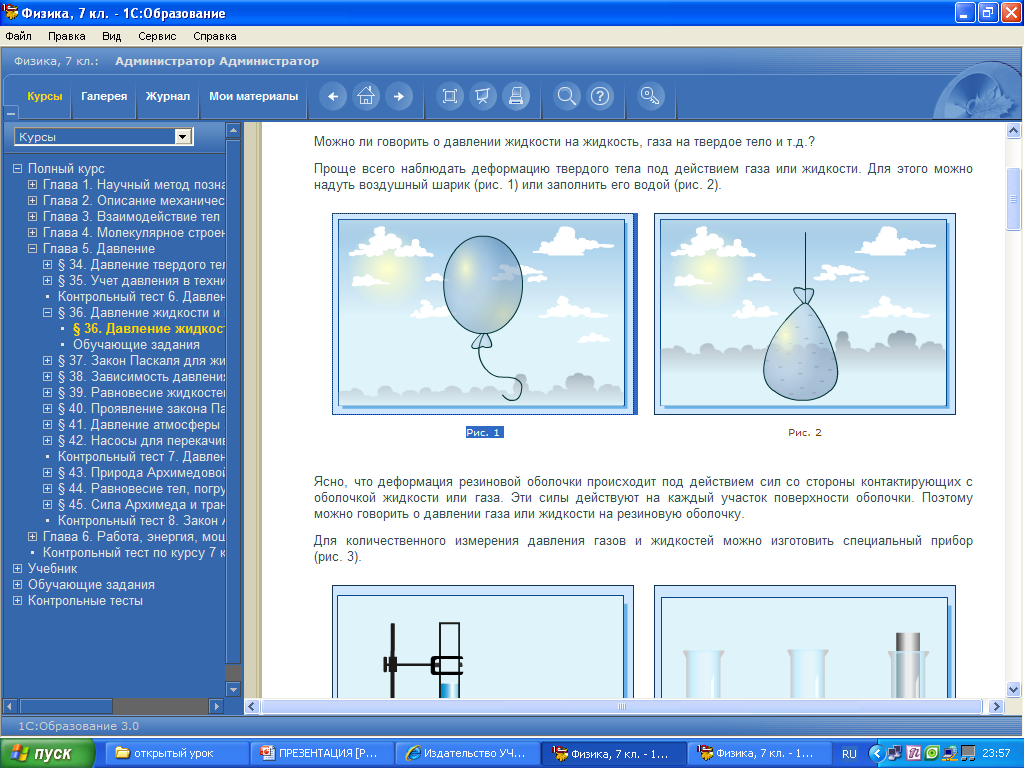 Физика, 7 кл. - 1С:Образование
Файл Правка Вид Сервис Справка
Физика, 7 кл.: Администратор Администратор
Курсы Галерея Журнал Мои материалы
Курсы
Полный курс
Глава 1. Научный метод позна
Глава 2. Описание механичес
Глава 3. Взаимодействие тел
Глава 4. Молекулярное строен
Глава 5. Давление
§ 34. Давление твердого тел
§ 35. Учет давления в техни
Контрольный тест 6. Давлен
§ 36. Давление жидкости и
§ 36. Давление жидкост
Обучающие задания
§ 37. Закон Паскаля для жи
§ 38. Зависимость давлени
§ 39. Равновесие жидкосте
§ 40. Проявление закона Па
§ 41. Давление атмосферы
§ 42. Насосы для перекачив
Контрольный тест 7. Давлен
§ 43. Природа Архимедовой
§ 44. Равновесие тел, погру
§ 45. Сила Архимеда и тран
Контрольный тест 8. Закон А
Глава 6. Работа, энергия, мощ
Контрольный тест по курсу 7 к
Учебник
Обучающие задания
Контрольные тесты
Можно ли говорить о давлении жидкости на жидкость, газа на твердое тело и т.д.?
Проще всего наблюдать деформацию твердого тела под действием газа или жидкости. Для этого можно
надуть воздушный шарик (рис. 1) или заполнить его водой (рис. 2).
Рис. 1 Рис. 2
Ясно, что деформация резиновой оболочки происходит под действием сил со стороны контактирующих с
оболочкой жидкости или газа. Эти силы действуют на каждый участок поверхности оболочки. Поэтому
можно говорить о давлении газа или жидкости на резиновую оболочку.
Для количественного измерения давления газов и жидкостей можно изготовить специальный прибор
(рис. 3).
1С:Образование 3.0
пуск открытый урок ПРЕЗЕНТАЦИЯ [P... Издательство УЧ... Физика, 7 кл. - 1... Физика, 7 кл. - 1... RU 23:57